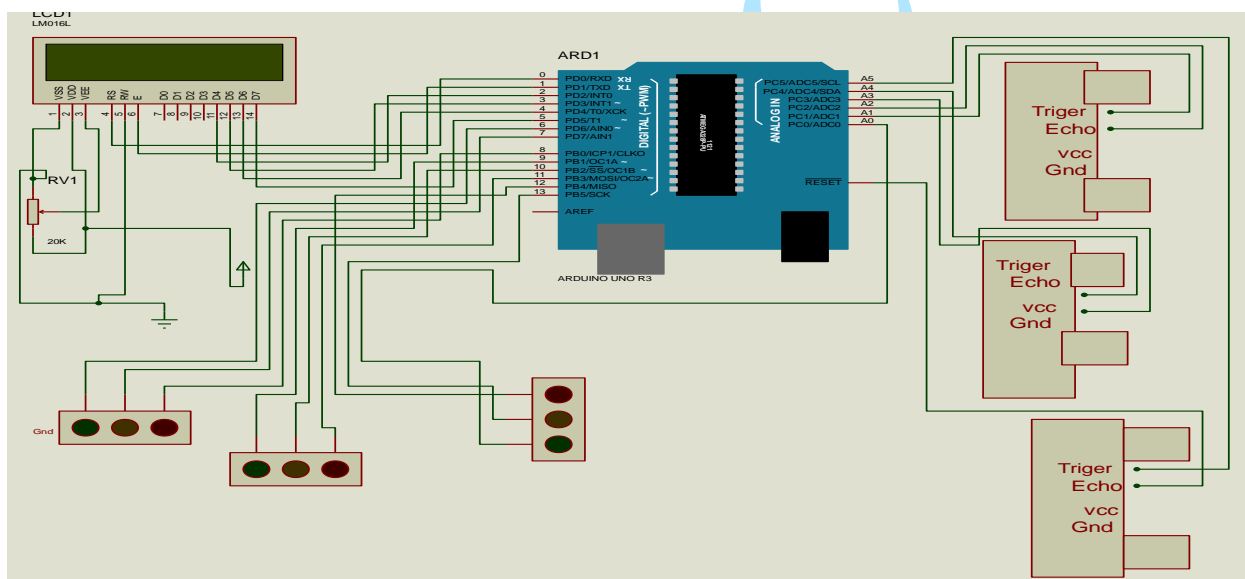 LCD1
LM016L
VSS
VDD
VEE
RS
RW
E
D0
D1
D2
D3
D4
D5
D6
D7
1
2
3
4
5
6
7
8
9
10
11
12
13
14
RV1
20K
ARD1
0
1
2
3
4
5
6
7
8
9
10
11
12
13
PD0/RXD
PD1/TXD
PD2/INT0
PD3/INT1 ~
PD4/T0/XCK
PD5/T1 ~
PD6/AIN0 ~
PD7/AIN1
PB0/ICP1/CLKO
PB1/OC1A ~
PB2/SS/OC1B ~
PB3/MOSI/OC2A ~
PB4/MISO
PB5/SCK
AREF
RX
TX
DIGITAL (~PWM)
ANALOG IN
PC5/ADC5/SCL
PC4/ADC4/SDA
PC3/ADC3
PC2/ADC2
PC1/ADC1
PC0/ADC0
RESET
A5
A4
A3
A2
A1
A0
ARDUINO UNO R3
Gnd
Triger
Echo
vcc
Gnd
Triger
Echo
vcc
Gnd
Triger
Echo
vcc
Gnd